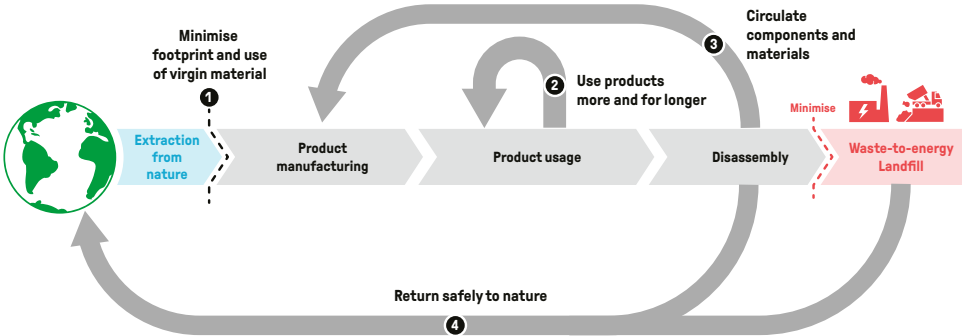 Minimise
footprint and use
of virgin material
1
Circulate
components and
materials
3
2
Use products
more and for longer
Minimise
Extraction
from
nature
Product
manufacturing
Product usage
Disassembly
Waste-to-energy
Landfill
Return safely to nature
4